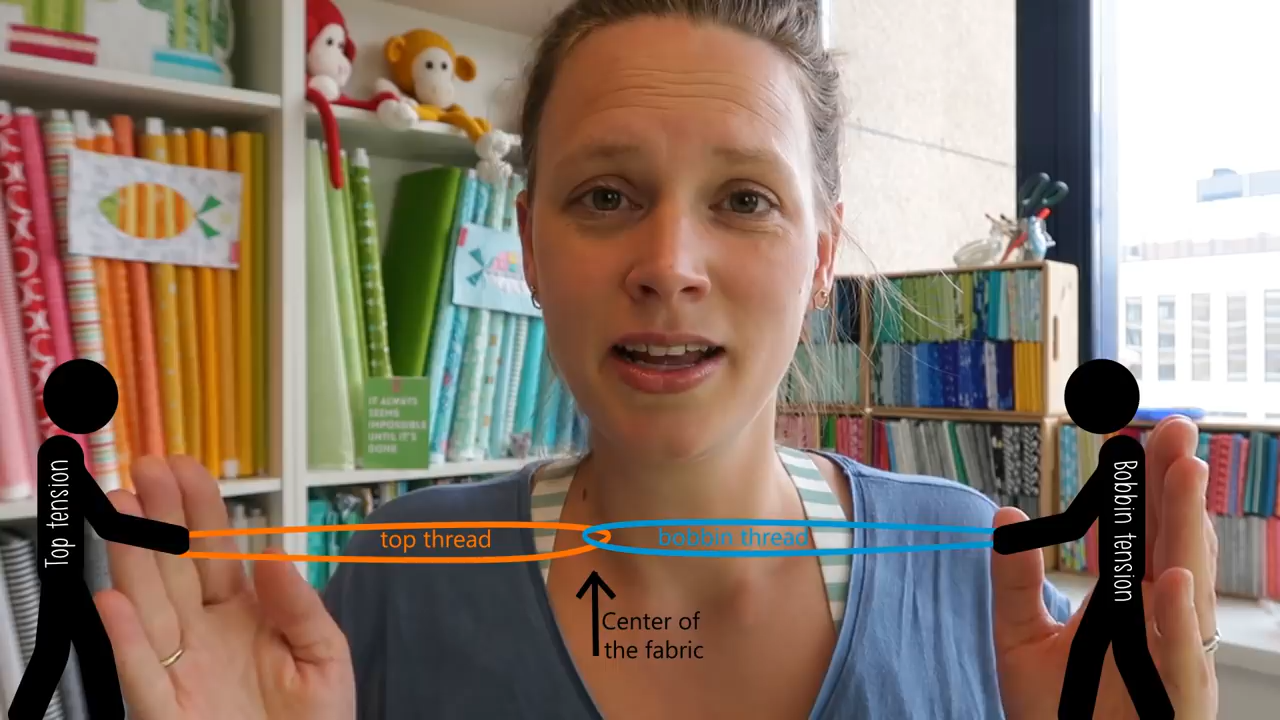 IT ALWAYS
SEEMS
IMPOSSIBLE
UNTIL IT'S
DONE
Top tension
top thread
bobbin thread
Bobbin tension
Center of
the fabric